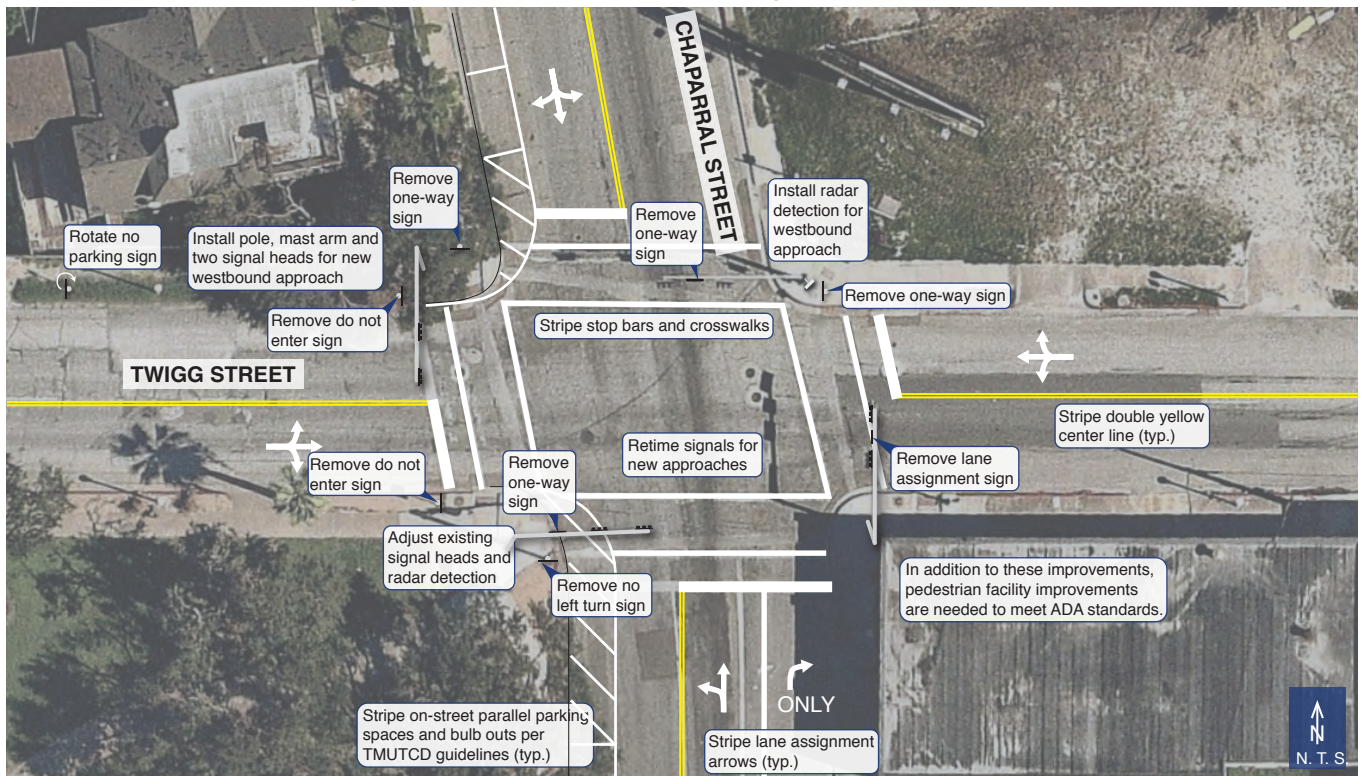 CHAPARRAL STREET
Remove
one-way
sign
Install radar
detection for
westbound
approach
Remove
one-way
sign
Rotate no
parking sign
Install pole, mast arm and
two signal heads for new
westbound approach
Remove one-way sign
Remove do not
enter sign
Stripe stop bars and crosswalks
TWIGG STREET
Stripe double yellow
center line (typ.)
Retime signals for
new approaches
Remove lane
assignment sign
Remove do not
enter sign
Remove
one-way
sign
Adjust existing
signal heads and
radar detection
Remove no
left turn sign
In addition to these improvements,
pedestrian facility improvements
are needed to meet ADA standards.
ONLY
Stripe on-street parallel parking
spaces and bulb outs per
TMUTCD guidelines (typ.)
Stripe lane assignment
arrows (typ.)
N
N. T. S.